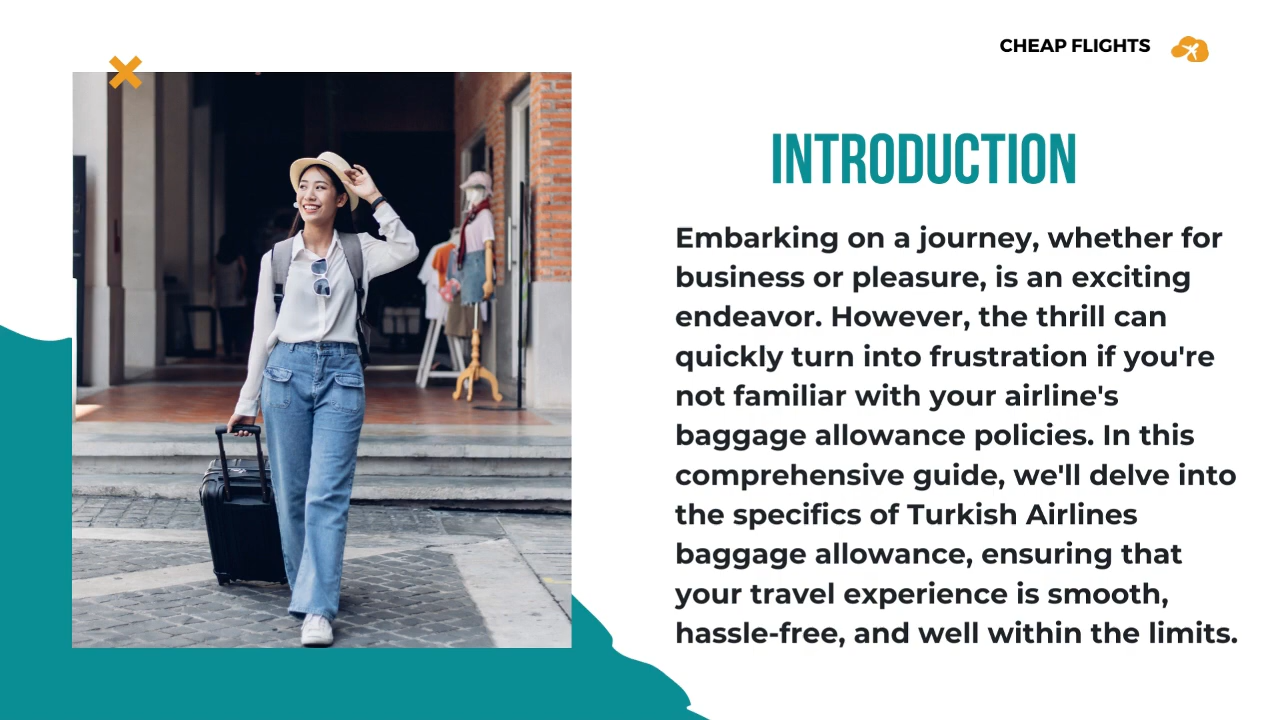 CHEAP FLIGHTS
INTRODUCTION
Embarking on a journey, whether for
business or pleasure, is an exciting
endeavor. However, the thrill can
quickly turn into frustration if you're
not familiar with your airline's
baggage allowance policies. In this
comprehensive guide, we'll delve into
the specifics of Turkish Airlines
baggage allowance, ensuring that
your travel experience is smooth,
hassle-free, and well within the limits.